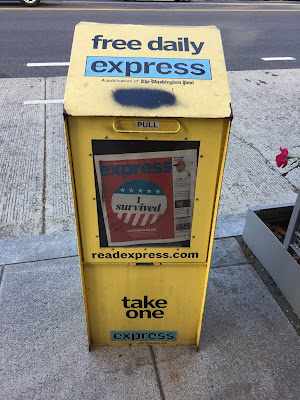 free daily
express
A publication of The Washington Post
PULL
express
I
survived
readexpress.com
take
one
express